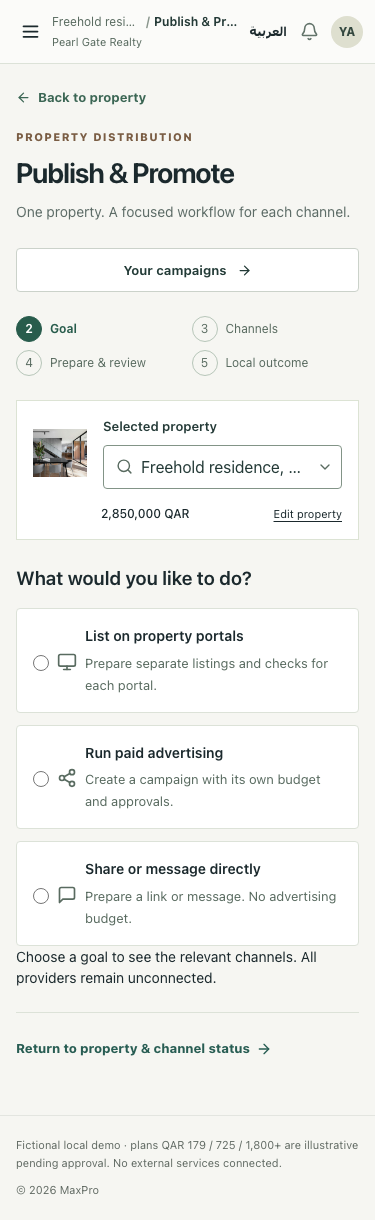 Freehold resi... / Publish & Pr...
Pearl Gate Realty
العربية
YA
Back to property
PROPERTY DISTRIBUTION
Publish & Promote
One property. A focused workflow for each channel.
Your campaigns
2 Goal
3 Channels
4 Prepare & review
5 Local outcome
Selected property
Freehold residence, ...
2,850,000 QAR
Edit property
What would you like to do?
List on property portals
Prepare separate listings and checks for
each portal.
Run paid advertising
Create a campaign with its own budget
and approvals.
Share or message directly
Prepare a link or message. No advertising
budget.
Choose a goal to see the relevant channels. All
providers remain unconnected.
Return to property & channel status
Fictional local demo · plans QAR 179 / 725 / 1,800+ are illustrative
pending approval. No external services connected.
© 2026 MaxPro